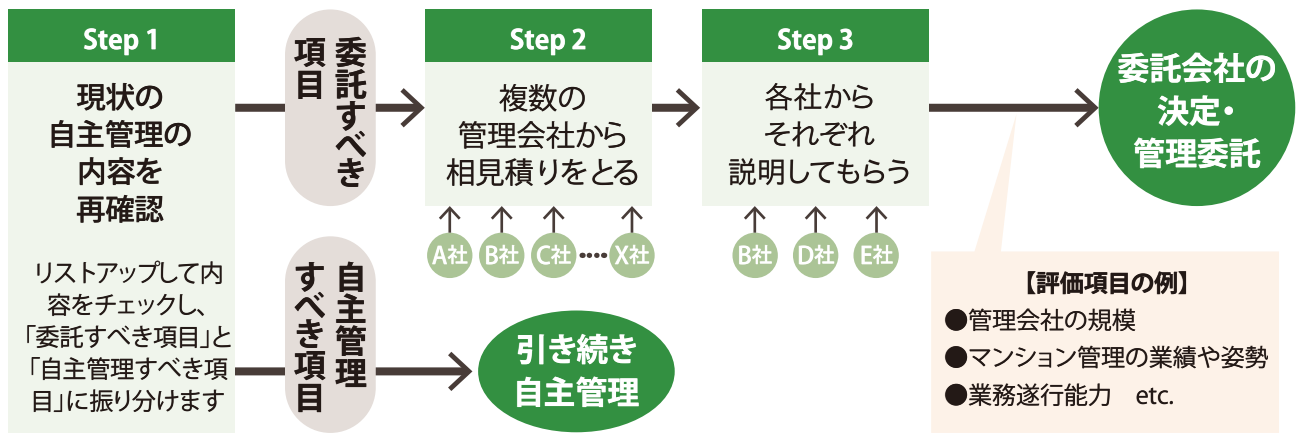 Step 1
現状の
自主管理の
内容を
再確認
リストアップして内
容をチェックし、
「委託すべき項目」と
「自主管理すべき項
目」に振り分けます
委託すべき
項目
Step 2
複数の
管理会社から
相見積りをとる
A社 B社 C社 ‥‥ X社
Step 3
各社から
それぞれ
説明してもらう
B社 D社 E社
委託会社の
決定・
管理委託
【評価項目の例】
●管理会社の規模
●マンション管理の業績や姿勢
●業務遂行能力　etc.
自主管理
すべき項目
引き続き
自主管理